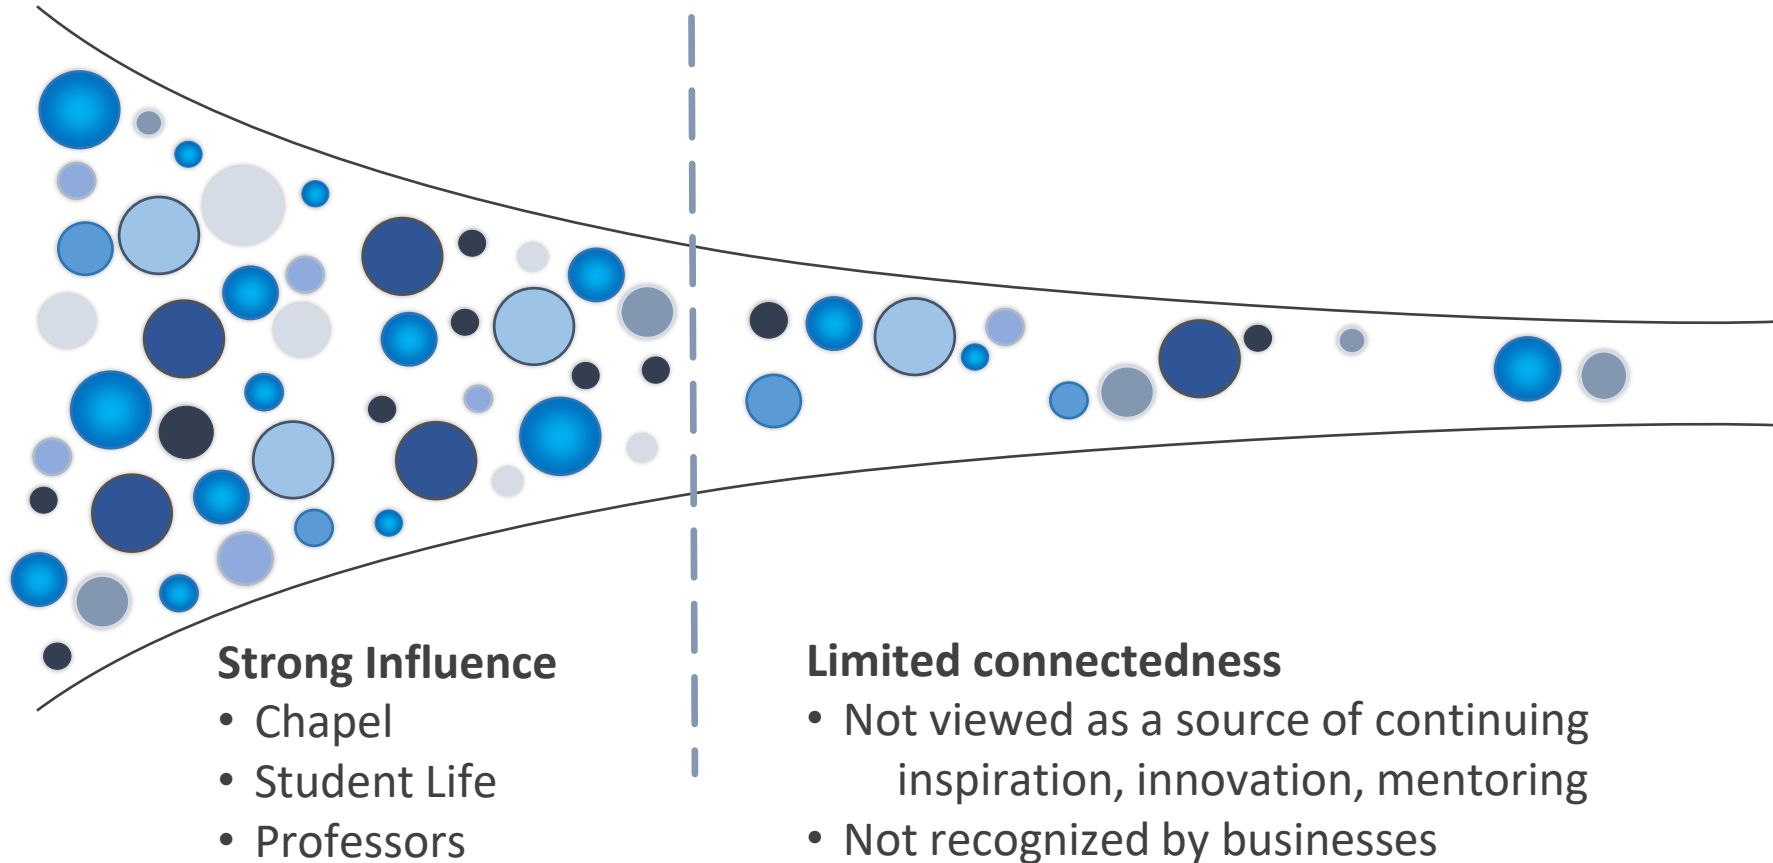 Strong Influence
• Chapel
• Student Life
• Professors
Limited connectedness
• Not viewed as a source of continuing
inspiration, innovation, mentoring
• Not recognized by businesses